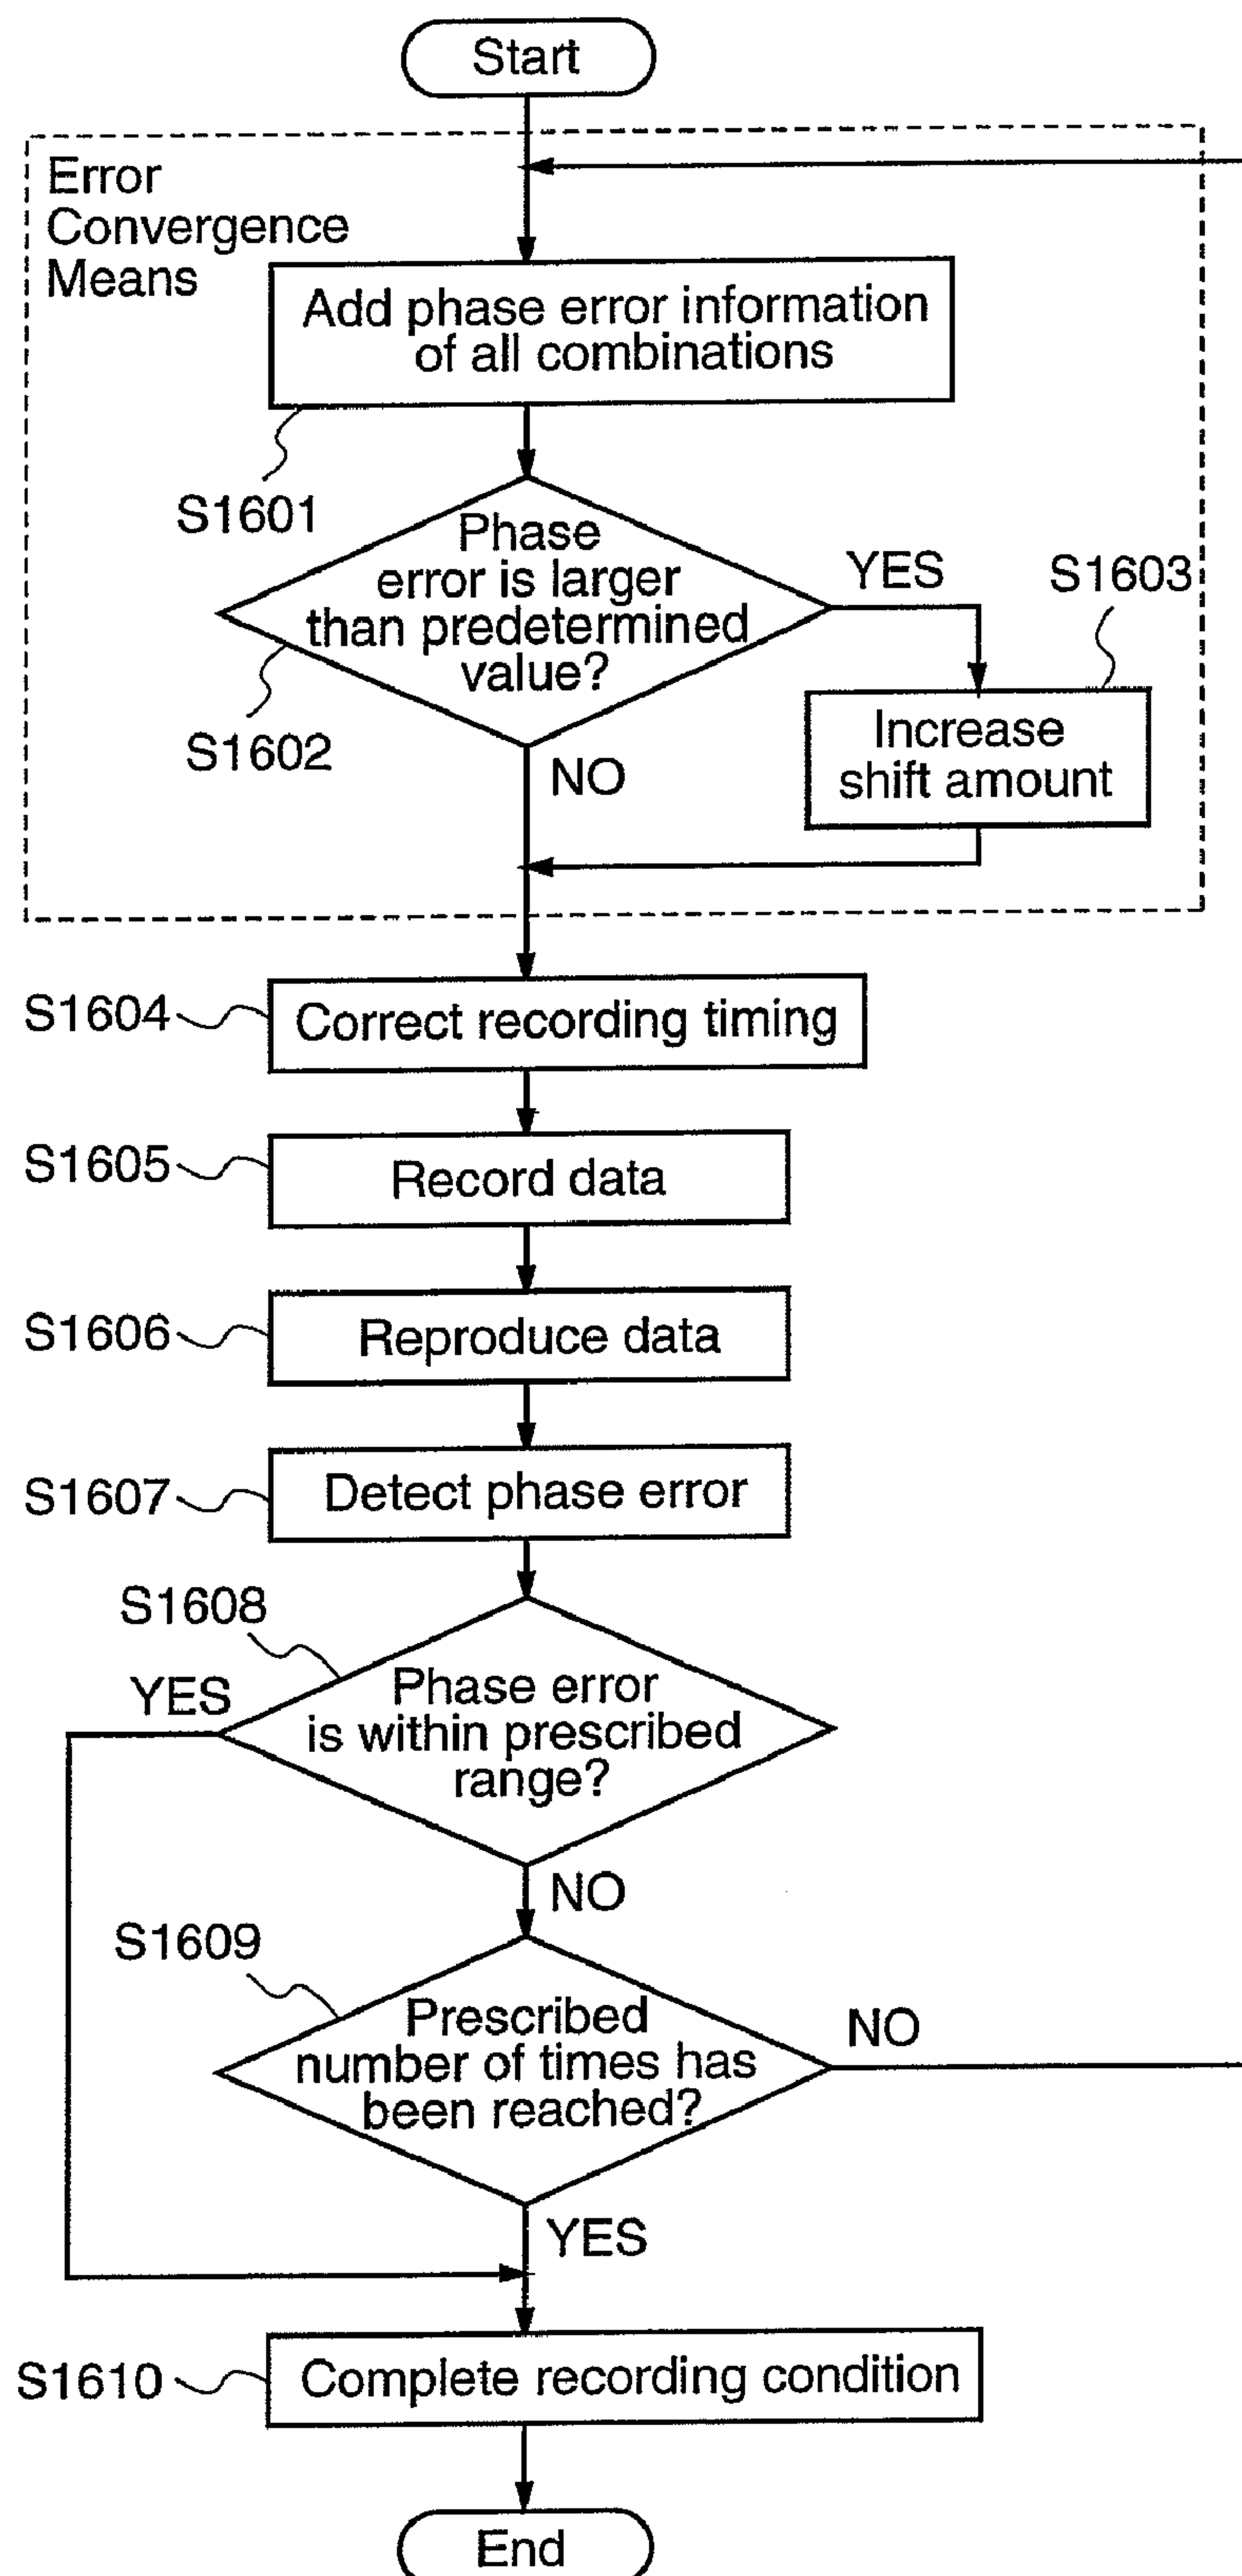 Start
Error
Convergence
Means
Add phase error information
of all combinations
S1601
Phase
error is larger
than predetermined
value?
YES
S1603
S1602
Increase
shift amount
NO
S1604
Correct recording timing
S1605
Record data
S1606
Reproduce data
S1607
Detect phase error
S1608
YES
Phase error
is within prescribed
range?
NO
S1609
Prescribed
number of times has
been reached?
NO
YES
S1610
Complete recording condition
End